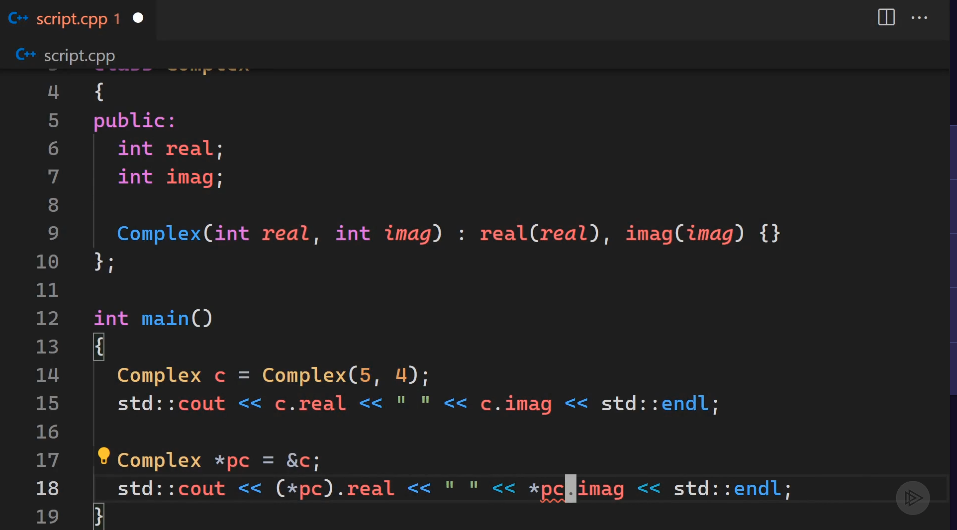 script.cpp 1
script.cpp
3 class Complex
4 {
5 public:
6 int real;
7 int imag;
8
9 Complex(int real, int imag) : real(real), imag(imag) {}
10 };
11
12 int main()
13 {
14 Complex c = Complex(5, 4);
15 std::cout << c.real << " " << c.imag << std::endl;
16
17 Complex *pc = &c;
18 std::cout << (*pc).real << " " << *pc.imag << std::endl;
19 }